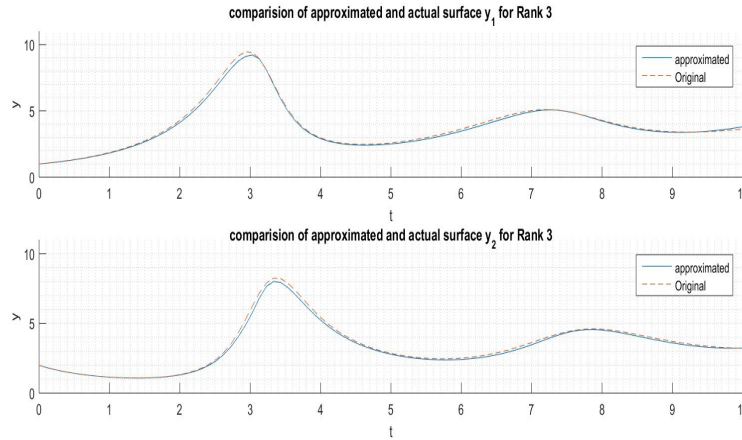 comparision of approximated and actual surface y1 for Rank 3
10
5
0
y
approximated
Original
0 1 2 3 4 5 6 7 8 9 10
t
comparision of approximated and actual surface y2 for Rank 3
10
5
0
y
approximated
Original
0 1 2 3 4 5 6 7 8 9 10
t